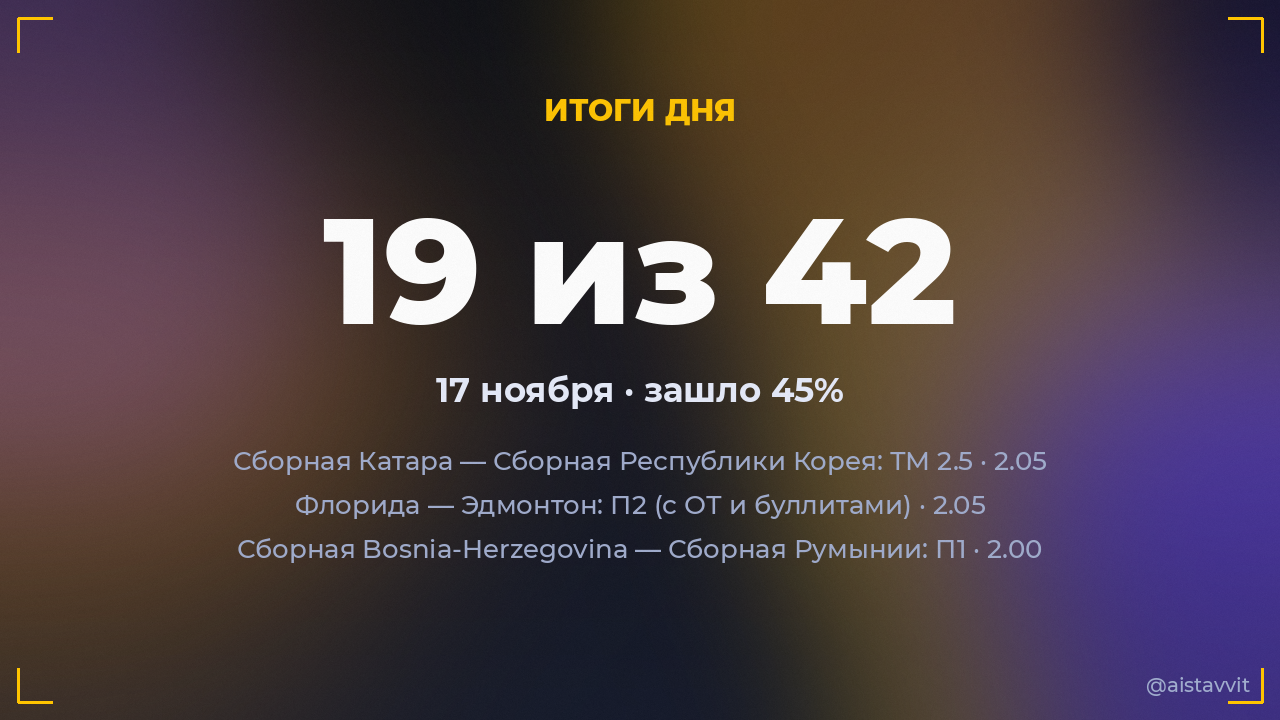 ИТОГИ ДНЯ
19 из 42
17 ноября · зашло 45%
Сборная Катара — Сборная Республики Корея: ТМ 2.5 · 2.05
Флорида — Эдмонтон: П2 (с ОТ и буллитами) · 2.05
Сборная Bosnia-Herzegovina — Сборная Румынии: П1 · 2.00
@aistavvit